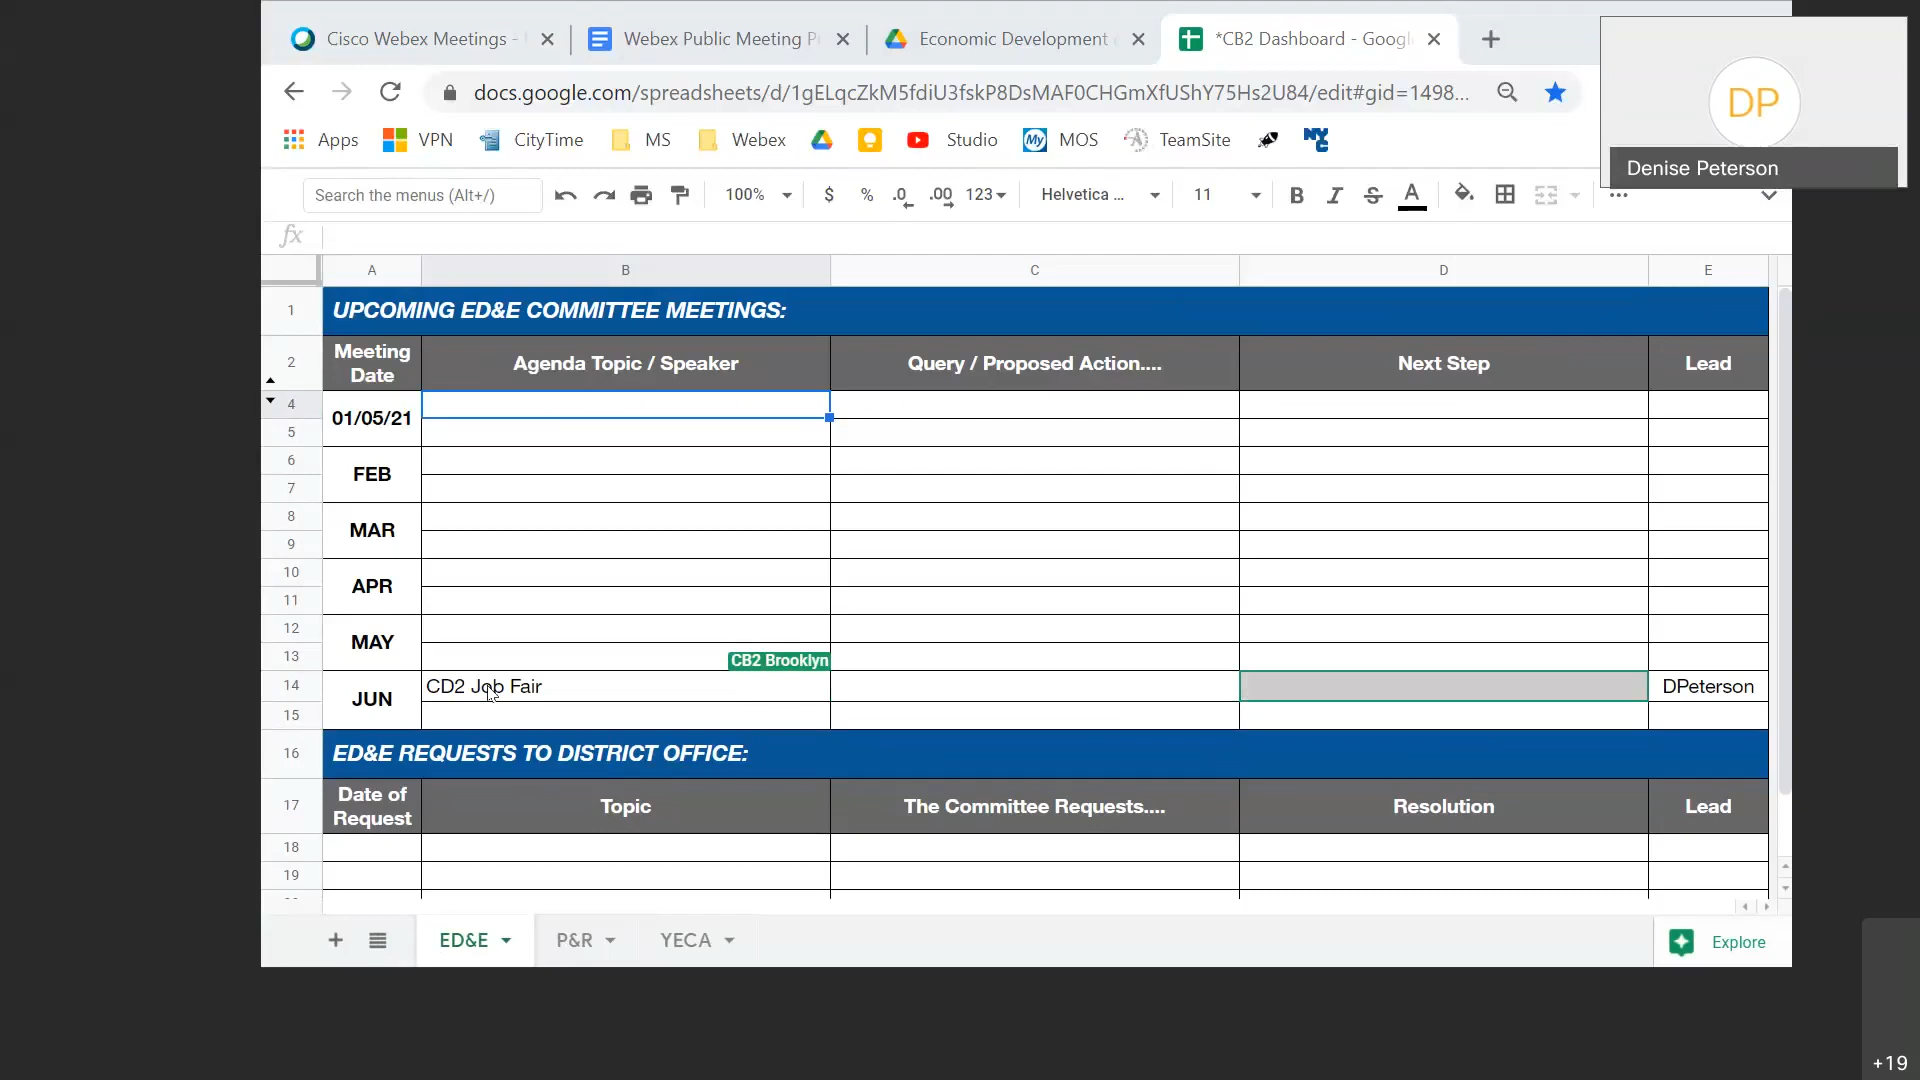 Cisco Webex Meetings -
Webex Public Meeting P
Economic Development
*CB2 Dashboard - Googl
DP
Denise Peterson
docs.google.com/spreadsheets/d/1gELqcZkM5fdiU3fskP8DsMAF0CHGmXfUShY75Hs2U84/edit#gid=1498...
Apps
VPN
CityTime
MS
Webex
Studio
My
MOS
TeamSite
NYC
Search the menus (Alt+/)
100%
$
%
.0
.00
123
Helvetica ...
11
B
I
S
A
fx
A
B
C
D
E
1
UPCOMING ED&E COMMITTEE MEETINGS:
2
Meeting
Date
Agenda Topic / Speaker
Query / Proposed Action....
Next Step
Lead
4
01/05/21
5
6
FEB
7
8
MAR
9
10
APR
11
12
MAY
13
CB2 Brooklyn
14
JUN
CD2 Job Fair
DPeterson
15
16
ED&E REQUESTS TO DISTRICT OFFICE:
17
Date of
Request
Topic
The Committee Requests....
Resolution
Lead
18
19
ED&E
P&R
YECA
Explore
+19